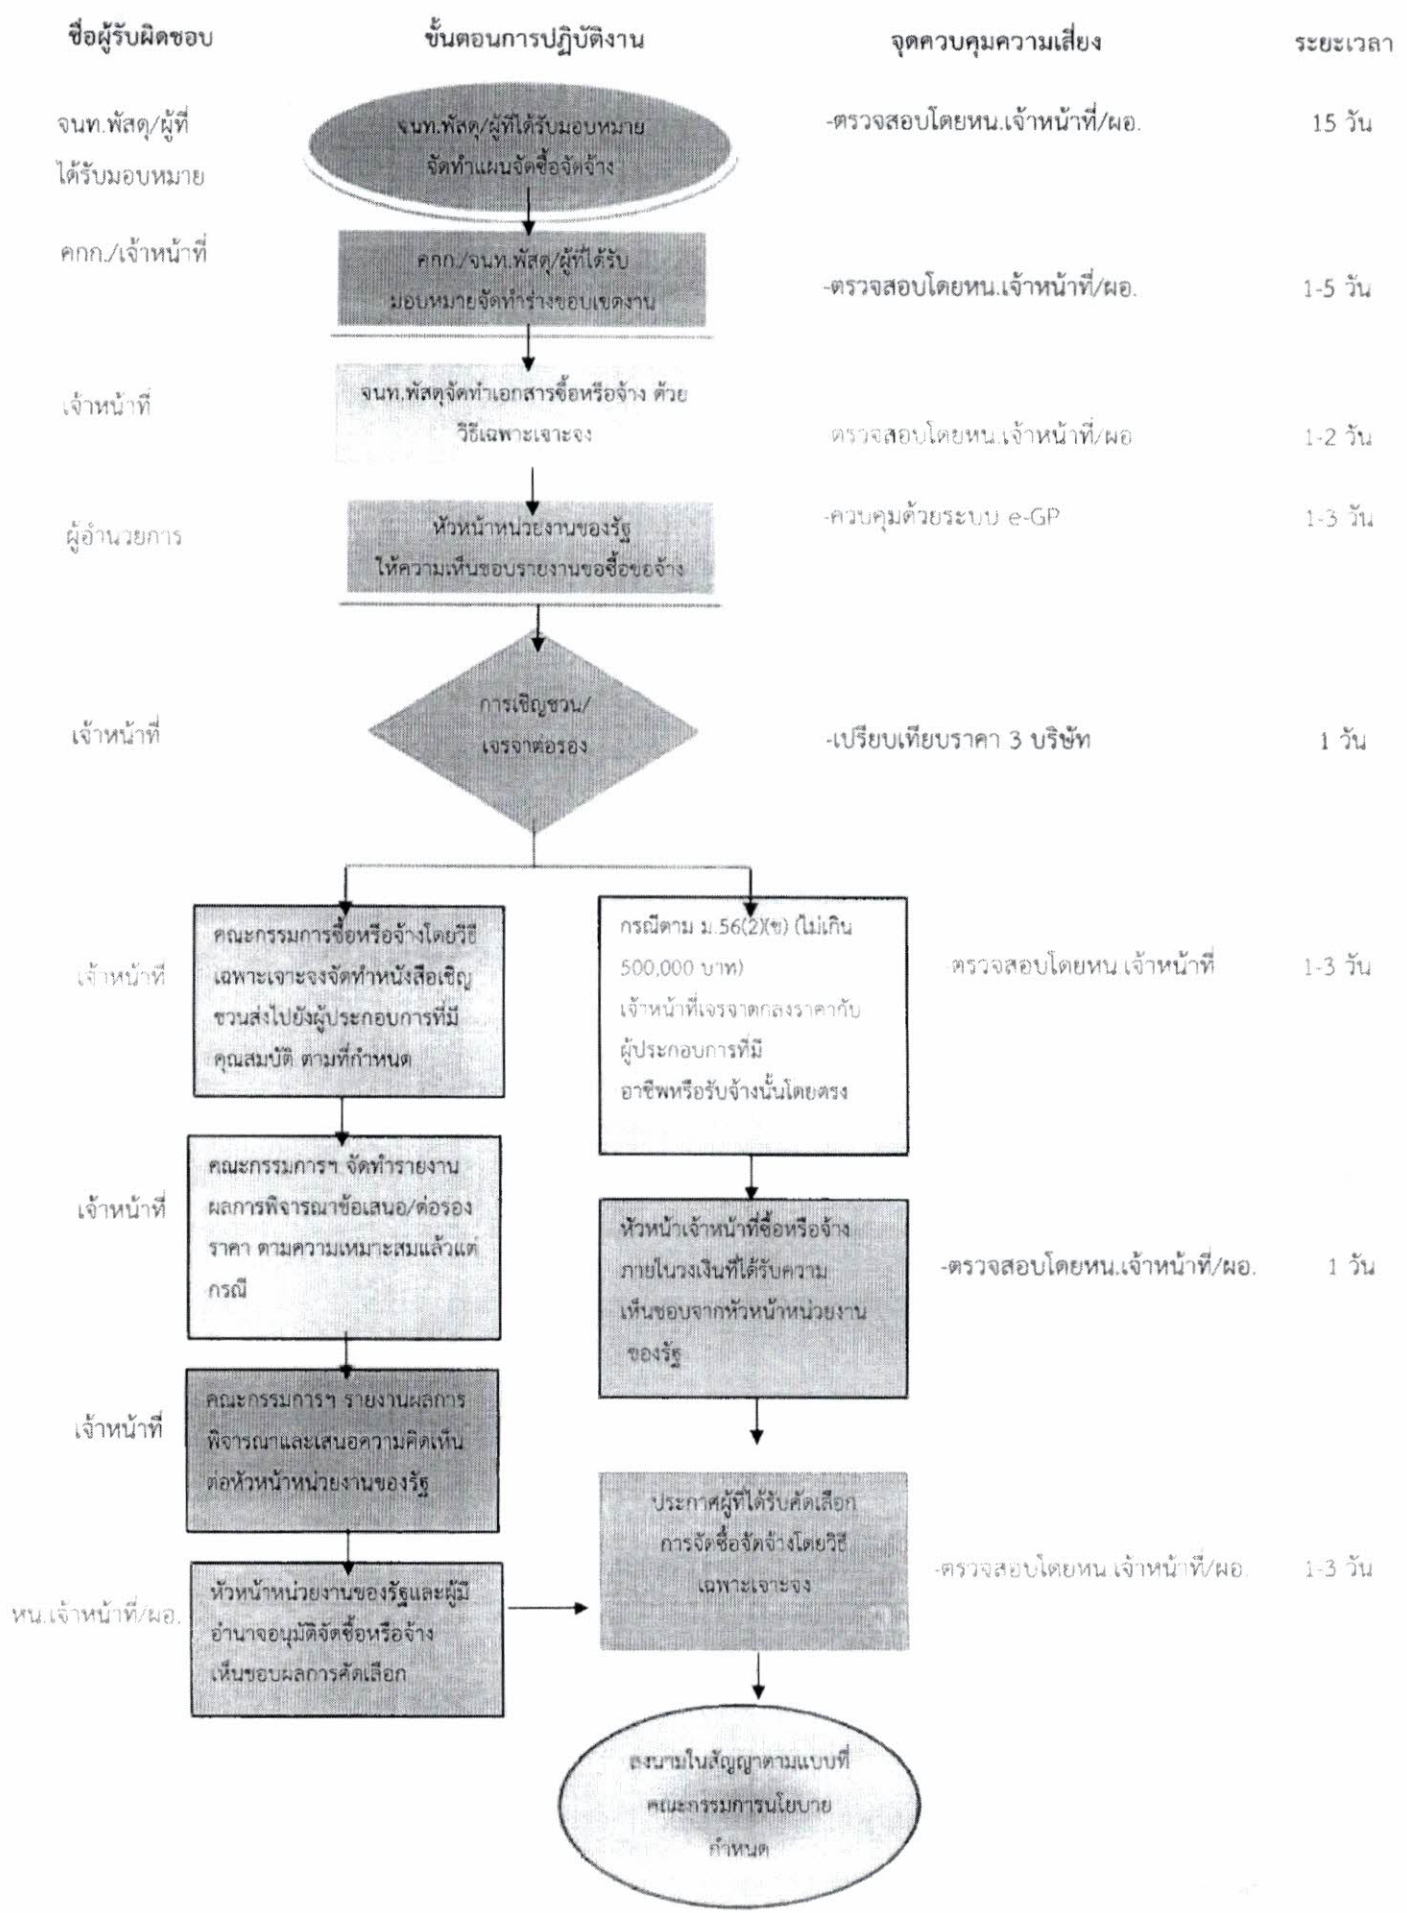 ชื่อผู้รับผิดชอบ
ขั้นตอนการปฏิบัติงาน
จุดควบคุมความเสี่ยง
ระยะเวลา
จนท.พัสดุ/ผู้ที่
ได้รับมอบหมาย
จนท.พัสดุ/ผู้ที่ได้รับมอบหมาย
จัดทำแผนจัดซื้อจัดจ้าง
-ตรวจสอบโดยหน.เจ้าหน้าที่/ผอ.
15 วัน
คกก./เจ้าหน้าที่
คกก./จนท.พัสดุ/ผู้ที่ได้รับ
มอบหมายจัดทำร่างขอบเขตงาน
-ตรวจสอบโดยหน.เจ้าหน้าที่/ผอ.
1-5 วัน
เจ้าหน้าที่
จนท.พัสดุจัดทำเอกสารซื้อหรือจ้าง ด้วย
วิธีเฉพาะเจาะจง
ตรวจสอบโดยหน.เจ้าหน้าที่/ผอ
1-2 วัน
ผู้อำนวยการ
หัวหน้าหน่วยงานของรัฐ
ให้ความเห็นชอบรายงานขอซื้อขอจ้าง
-ควบคุมด้วยระบบ e-GP
1-3 วัน
เจ้าหน้าที่
การเชิญชวน/
เจรจาต่อรอง
-เปรียบเทียบราคา 3 บริษัท
1 วัน
เจ้าหน้าที่
คณะกรรมการซื้อหรือจ้างโดยวิธี
เฉพาะเจาะจงจัดทำหนังสือเชิญ
ชวนส่งไปยังผู้ประกอบการที่มี
คุณสมบัติ ตามที่กำหนด
กรณีตาม ม.56(2)(ข) (ไม่เกิน
500,000 บาท)
เจ้าหน้าที่เจรจาตกลงราคากับ
ผู้ประกอบการที่มี
อาชีพหรือรับจ้างนั้นโดยตรง
-ตรวจสอบโดยหน.เจ้าหน้าที่
1-3 วัน
เจ้าหน้าที่
คณะกรรมการฯ จัดทำรายงาน
ผลการพิจารณาข้อเสนอ/ต่อรอง
ราคา ตามความเหมาะสมแล้วแต่
กรณี
หัวหน้าเจ้าหน้าที่ซื้อหรือจ้าง
ภายในวงเงินที่ได้รับความ
เห็นชอบจากหัวหน้าหน่วยงาน
ของรัฐ
-ตรวจสอบโดยหน.เจ้าหน้าที่/ผอ.
1 วัน
เจ้าหน้าที่
คณะกรรมการฯ รายงานผลการ
พิจารณาและเสนอความคิดเห็น
ต่อหัวหน้าหน่วยงานของรัฐ
ประกาศผู้ที่ได้รับคัดเลือก
การจัดซื้อจัดจ้างโดยวิธี
เฉพาะเจาะจง
-ตรวจสอบโดยหน.เจ้าหน้าที่/ผอ.
1-3 วัน
หน.เจ้าหน้าที่/ผอ.
หัวหน้าหน่วยงานของรัฐและผู้มี
อำนาจอนุมัติจัดซื้อหรือจ้าง
เห็นชอบผลการคัดเลือก
ลงนามในสัญญาตามแบบที่
คณะกรรมการนโยบาย
กำหนด